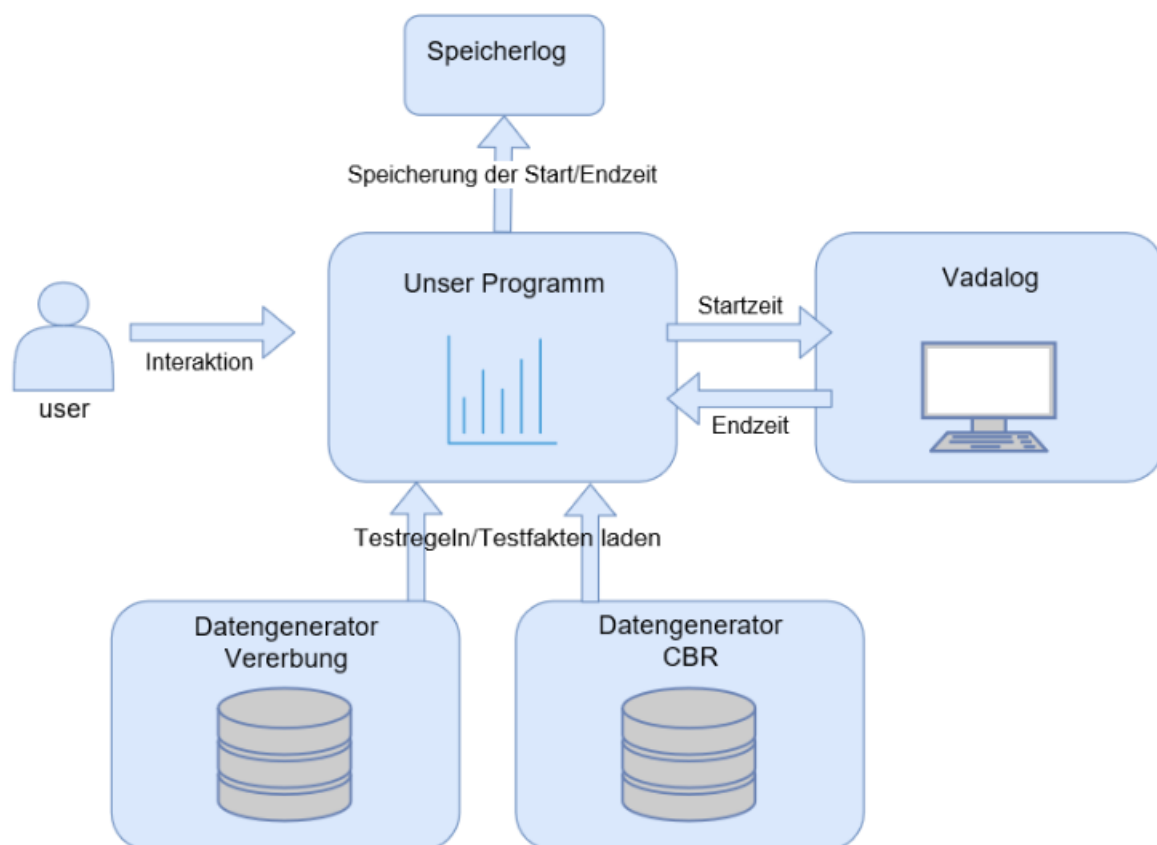 Speicherlog
Speicherung der Start/Endzeit
Unser Programm
Vadalog
Startzeit
Interaktion
user
Endzeit
Testregeln/Testfakten laden
Datengenerator
Vererbung
Datengenerator
CBR